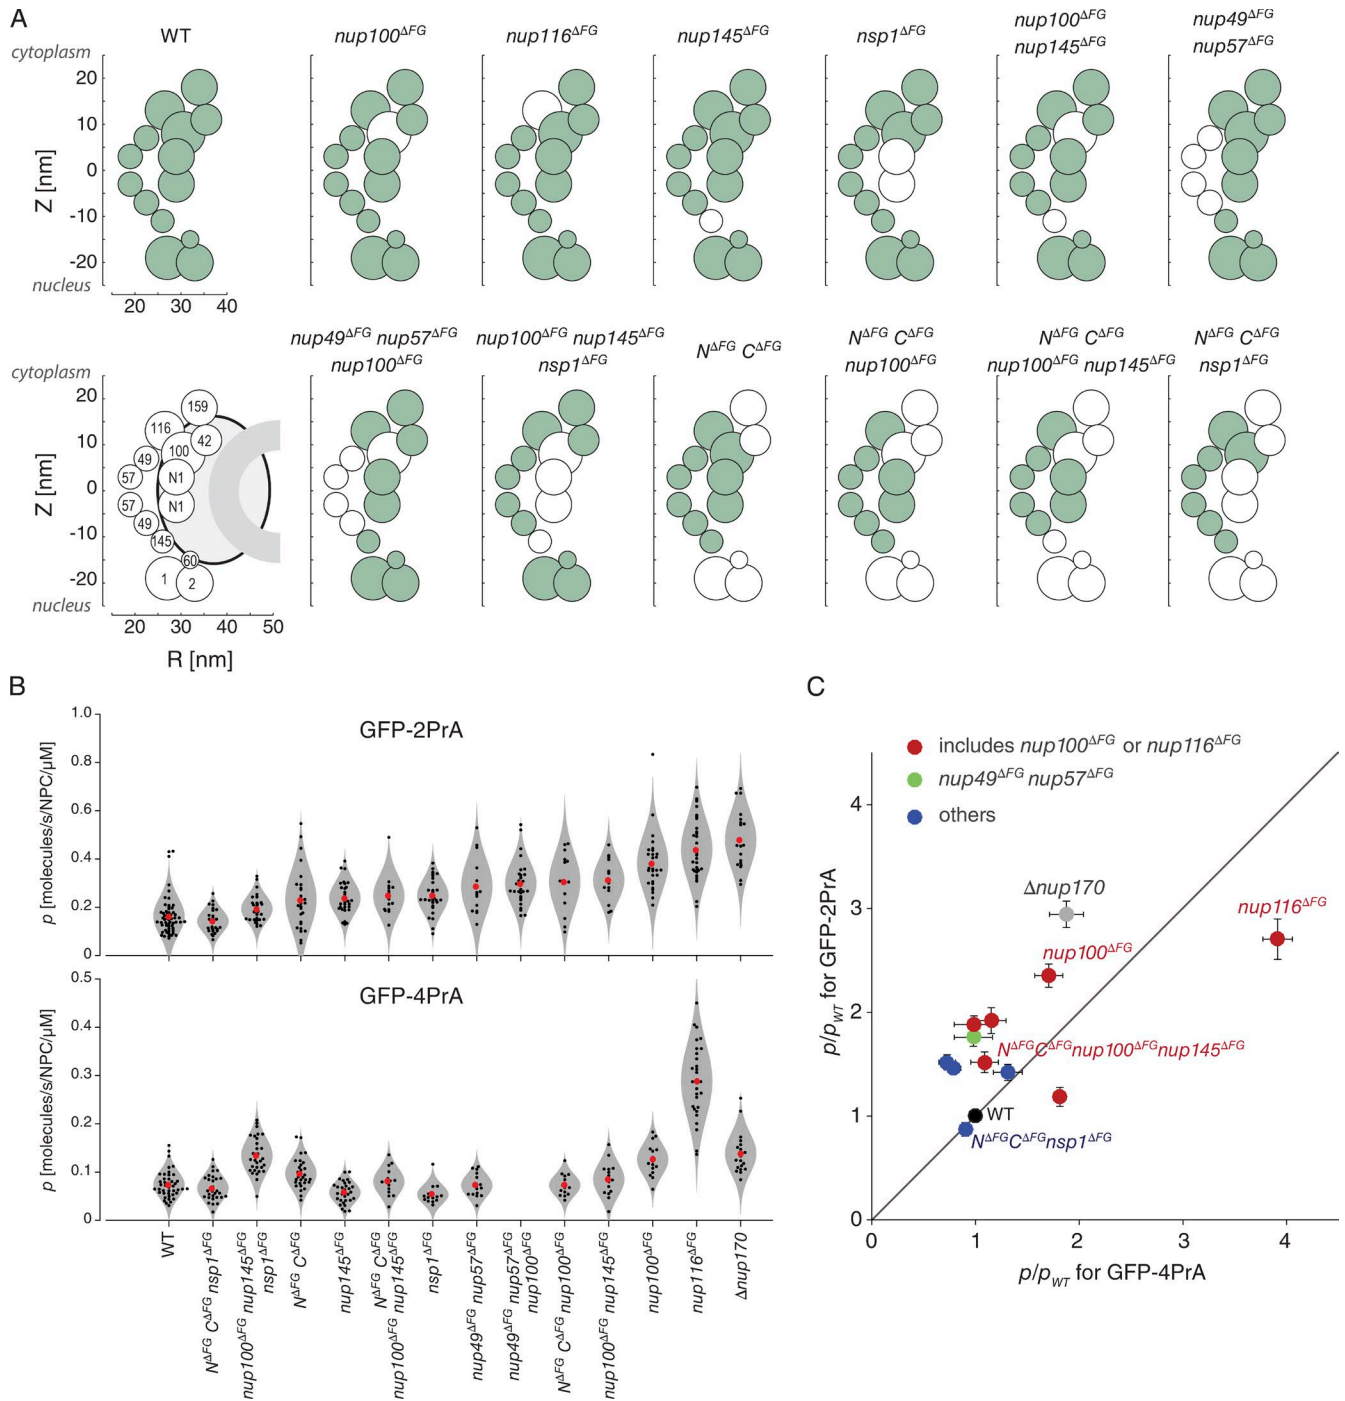 A
WT
nup100ΔFG
nup116ΔFG
nup145ΔFG
nsp1ΔFG
nup100ΔFG
nup145ΔFG
nup49ΔFG
nup57ΔFG
cytoplasm
20
10
0
-10
-20
Z [nm]
nucleus
20 30 40
nup49ΔFG nup57ΔFG
nup100ΔFG
nup100ΔFG nup145ΔFG
nsp1ΔFG
NΔFG CΔFG
NΔFG CΔFG
nup100ΔFG
NΔFG CΔFG
nup100ΔFG nup145ΔFG
NΔFG CΔFG
nsp1ΔFG
cytoplasm
20
10
0
-10
-20
Z [nm]
nucleus
159
116
42
100
49
57
N1
57
N1
49
145
60
1
2
20 30 40 50
R [nm]
B
GFP-2PrA
p [molecules/s/NPC/µM]
1.0
0.8
0.6
0.4
0.2
0
GFP-4PrA
p [molecules/s/NPC/µM]
0.5
0.4
0.3
0.2
0.1
0
WT
NΔFG CΔFG nsp1ΔFG
nup100ΔFG nup145ΔFG
nsp1ΔFG
NΔFG CΔFG
nup145ΔFG
NΔFG CΔFG
nup100ΔFG nup145ΔFG
nsp1ΔFG
nup49ΔFG nup57ΔFG
nup49ΔFG nup57ΔFG
nup100ΔFG
NΔFG CΔFG nup100ΔFG
nup100ΔFG nup145ΔFG
nup100ΔFG
nup116ΔFG
Δnup170
C
includes nup100ΔFG or nup116ΔFG
nup49ΔFG nup57ΔFG
others
4
3
2
1
0
p/pWT for GFP-2PrA
Δnup170
nup116ΔFG
nup100ΔFG
NΔFGCΔFGnup100ΔFGnup145ΔFG
WT
NΔFGCΔFGnsp1ΔFG
0 1 2 3 4
p/pWT for GFP-4PrA